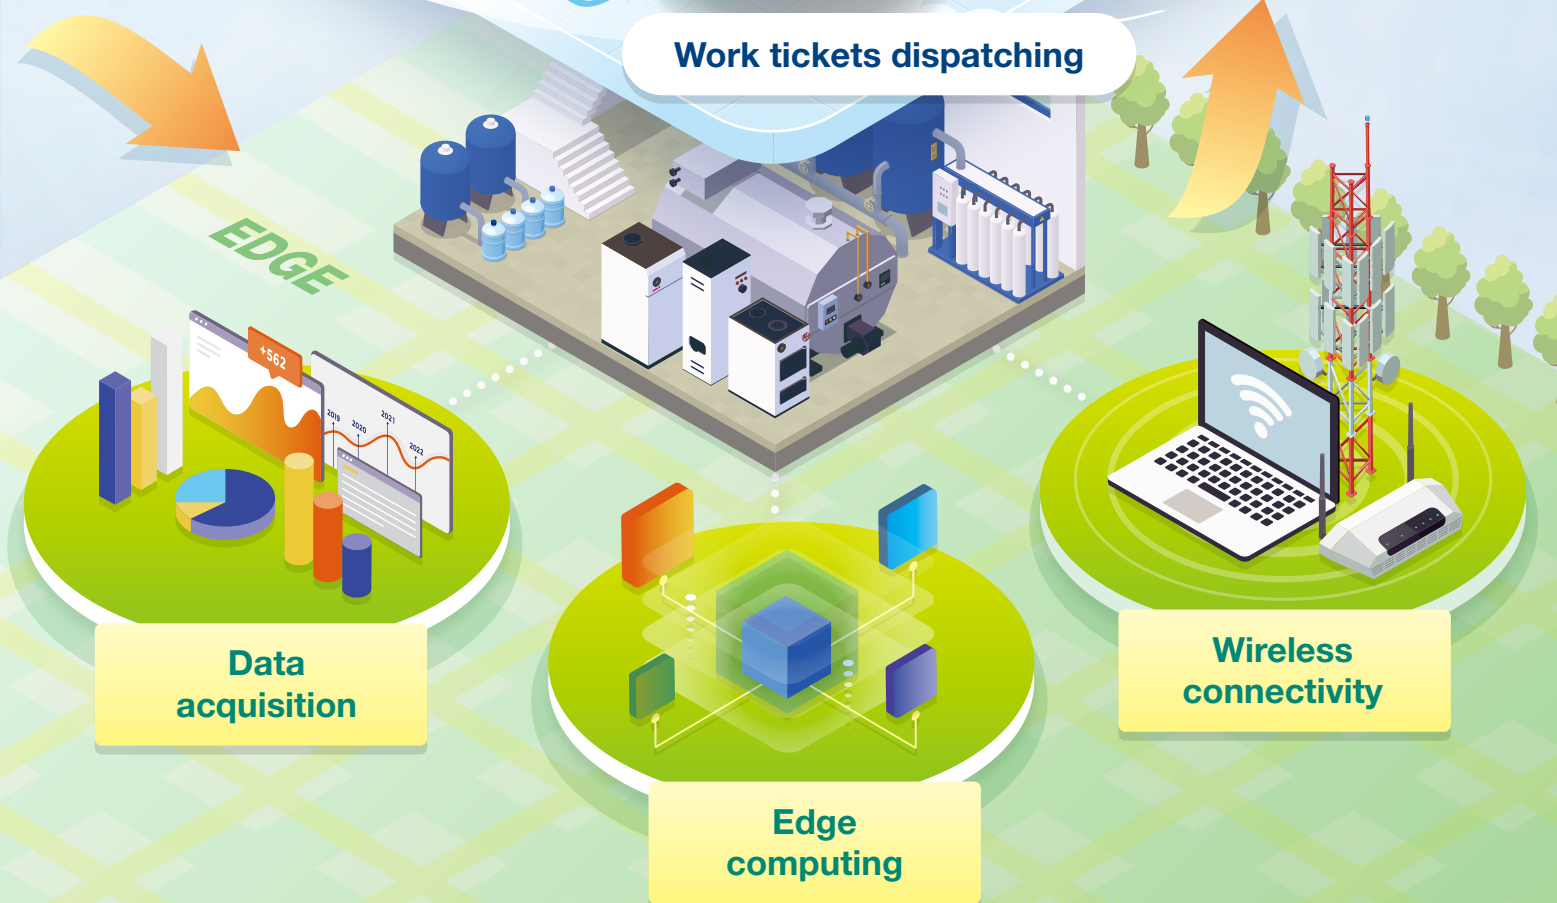 Work tickets dispatching
EDGE
+562
2019
2020
2021
2022
Data
acquisition
Wireless
connectivity
Edge
computing